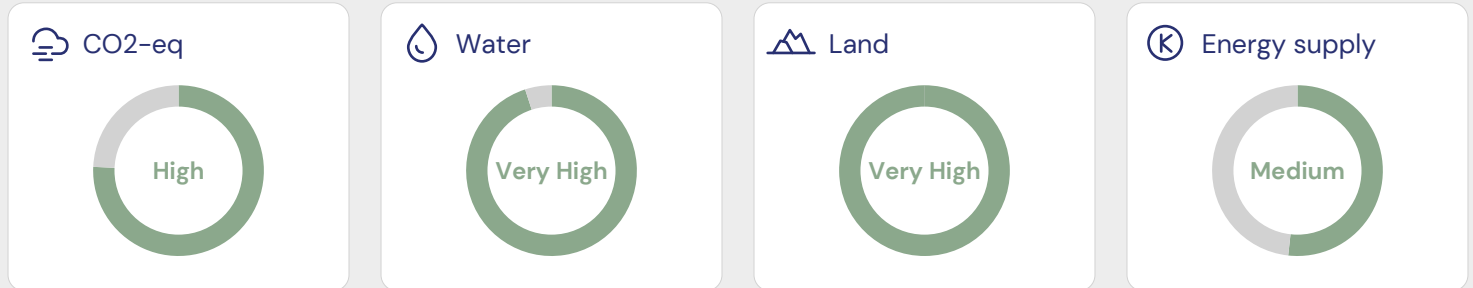 CO2-eq
High
Water
Very High
Land
Very High
Energy supply
Medium